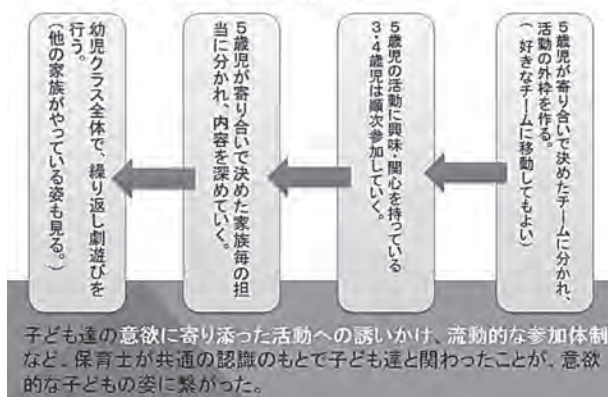 5歳児が寄り合いで決めたチームに分かれ、
活動の外枠を作る。
(好きなチームに移動してもよい)
5歳児の活動に興味・関心を持っている
3・4歳児は順次参加していく。
5歳児が寄り合いで決めた家族毎の担
当に分かれ、内容を深めていく。
幼児クラス全体で、繰り返し劇遊びを
行う。
(他の家族がやっている姿も見る。)
子ども達の意欲に寄り添った活動への誘いかけ、流動的な参加体制
など、保育士が共通の認識のもとで子ども達と関わったことが、意欲
的な子どもの姿に繋がった。